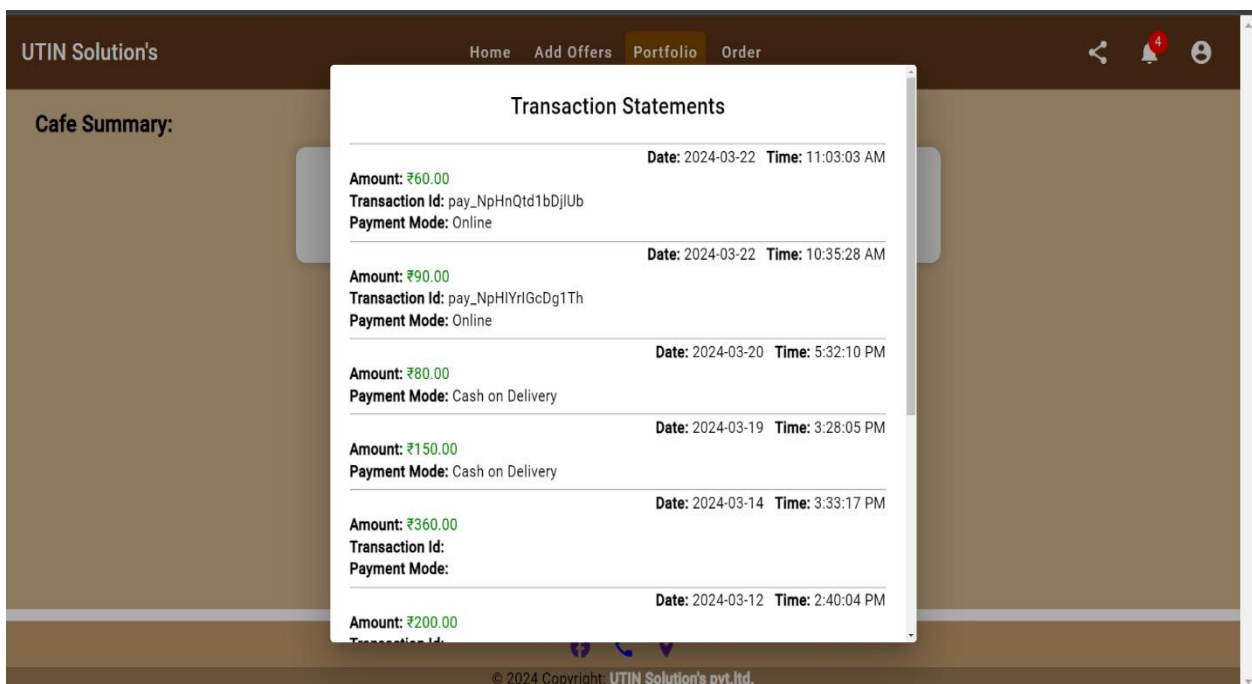 UTIN Solution's
Home Add Offers Portfolio Order
4
Cafe Summary:
Transaction Statements
Date: 2024-03-22 Time: 11:03:03 AM
Amount: ₹60.00
Transaction Id: pay_NpHnQtd1bDjlUb
Payment Mode: Online
Date: 2024-03-22 Time: 10:35:28 AM
Amount: ₹90.00
Transaction Id: pay_NpHIYrIGcDg1Th
Payment Mode: Online
Date: 2024-03-20 Time: 5:32:10 PM
Amount: ₹80.00
Payment Mode: Cash on Delivery
Date: 2024-03-19 Time: 3:28:05 PM
Amount: ₹150.00
Payment Mode: Cash on Delivery
Date: 2024-03-14 Time: 3:33:17 PM
Amount: ₹360.00
Transaction Id:
Payment Mode:
Date: 2024-03-12 Time: 2:40:04 PM
Amount: ₹200.00
Transaction Id:
© 2024 Copyright: UTIN Solution's pvt.ltd.